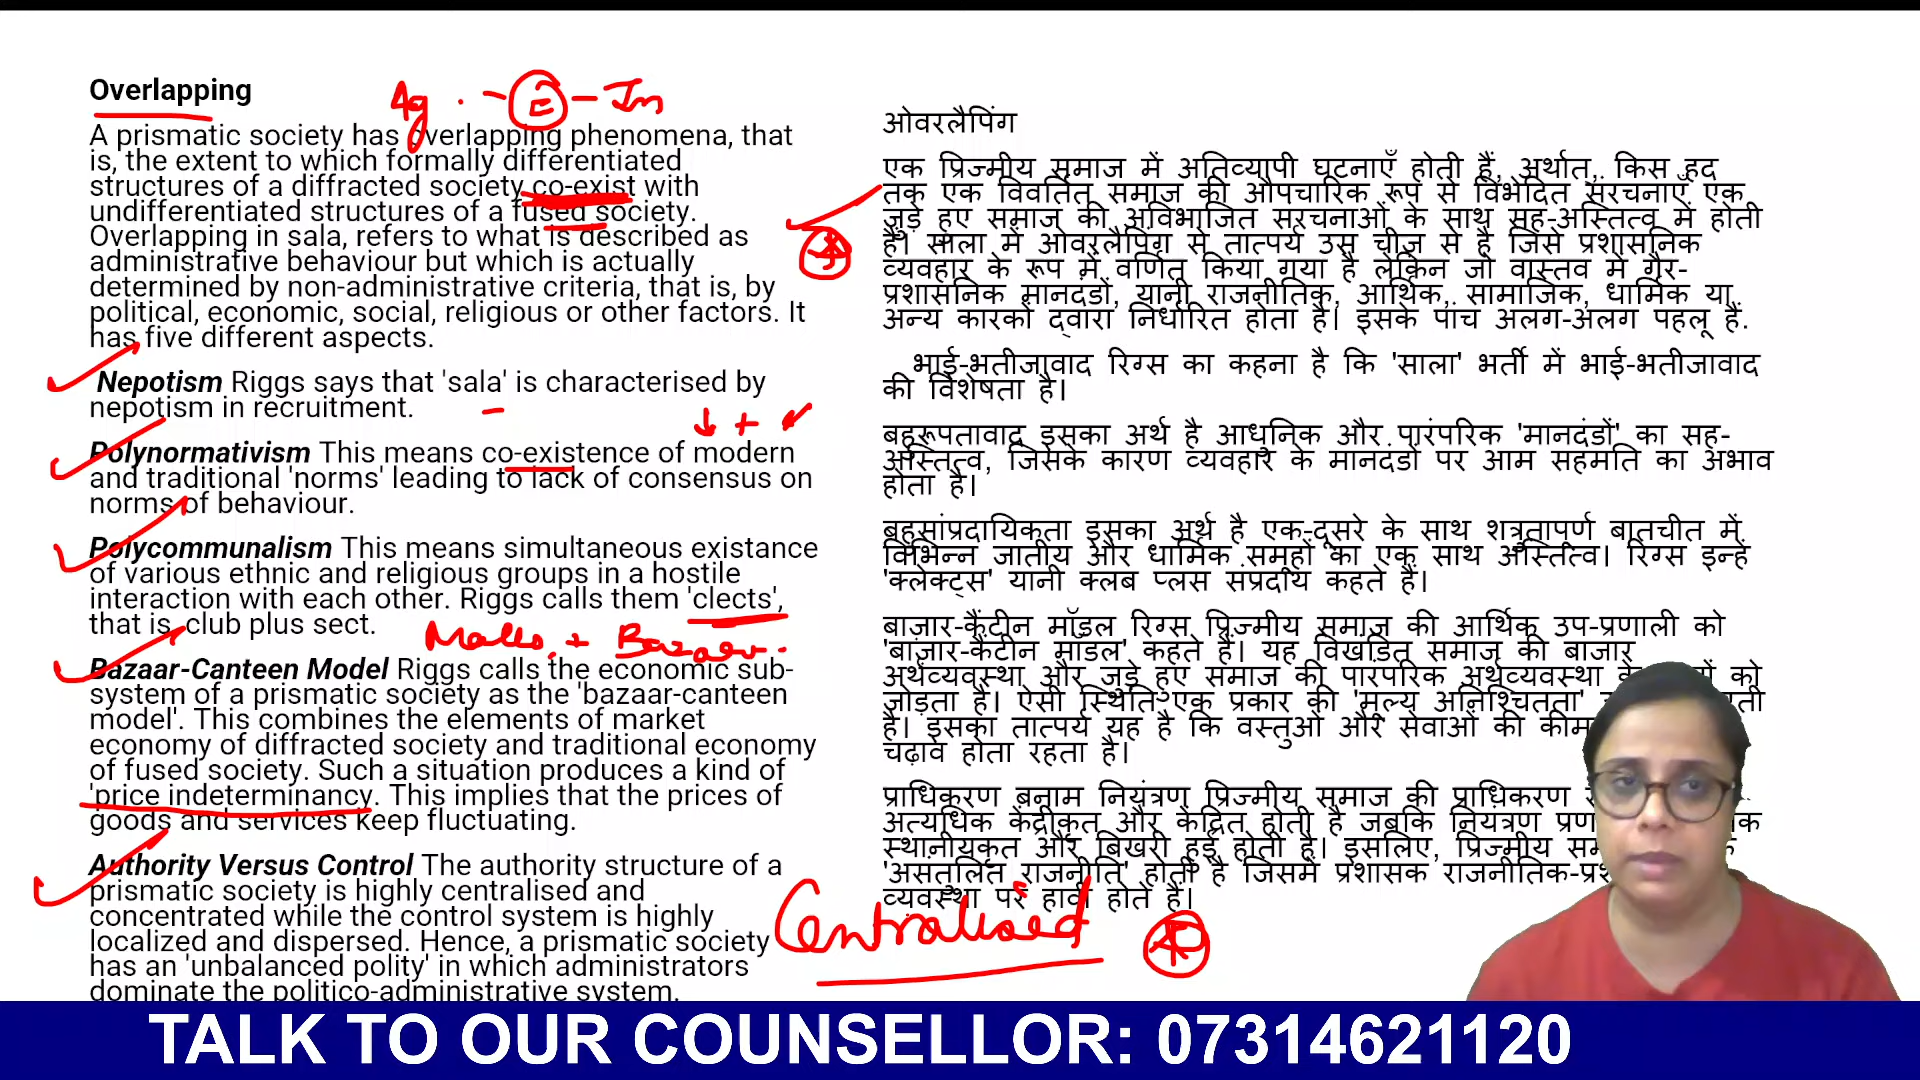 Overlapping
Ag. - E - In
A prismatic society has overlapping phenomena, that
is, the extent to which formally differentiated
structures of a diffracted society co-exist with
undifferentiated structures of a fused society.
Overlapping in sala, refers to what is described as
administrative behaviour but which is actually
determined by non-administrative criteria, that is, by
political, economic, social, religious or other factors. It
has five different aspects.
Nepotism Riggs says that 'sala' is characterised by
nepotism in recruitment.
Polynormativism This means co-existence of modern
and traditional 'norms' leading to lack of consensus on
norms of behaviour.
Polycommunalism This means simultaneous existance
of various ethnic and religious groups in a hostile
interaction with each other. Riggs calls them 'clects',
that is, club plus sect.
Malls + Bazaar
Bazaar-Canteen Model Riggs calls the economic sub-
system of a prismatic society as the 'bazaar-canteen
model'. This combines the elements of market
economy of diffracted society and traditional economy
of fused society. Such a situation produces a kind of
'price indeterminancy. This implies that the prices of
goods and services keep fluctuating.
Authority Versus Control The authority structure of a
prismatic society is highly centralised and
concentrated while the control system is highly
localized and dispersed. Hence, a prismatic society
has an 'unbalanced polity' in which administrators
dominate the politico-administrative system.
ओवरलैपिंग
एक प्रिज्मीय समाज में अतिव्यापी घटनाएँ होती हैं, अर्थात, किस हद
तक एक विवर्तित समाज की औपचारिक रूप से विभेदित संरचनाएँ एक
जुड़े हुए समाज की अविभाजित संरचनाओं के साथ सह-अस्तित्व में होती
हैं। साला में ओवरलैपिंग से तात्पर्य उस चीज़ से है जिसे प्रशासनिक
व्यवहार के रूप में वर्णित किया गया है लेकिन जो वास्तव में गैर-
प्रशासनिक मानदंडों, यानी राजनीतिक, आर्थिक, सामाजिक, धार्मिक या
अन्य कारकों द्वारा निर्धारित होता है। इसके पांच अलग-अलग पहलू हैं.
भाई-भतीजावाद रिग्स का कहना है कि 'साला' भर्ती में भाई-भतीजावाद
की विशेषता है।
बहुरूपतावाद इसका अर्थ है आधुनिक और पारंपरिक 'मानदंडों' का सह-
अस्तित्व, जिसके कारण व्यवहार के मानदंडों पर आम सहमति का अभाव
होता है।
बहुसांप्रदायिकता इसका अर्थ है एक-दूसरे के साथ शत्रुतापूर्ण बातचीत में
विभिन्न जातीय और धार्मिक समूहों का एक साथ अस्तित्व। रिग्स इन्हें
'क्लेक्ट्स' यानी क्लब प्लस संप्रदाय कहते हैं।
बाज़ार-कैंटीन मॉडल रिग्स प्रिज्मीय समाज की आर्थिक उप-प्रणाली को
'बाज़ार-कैंटीन मॉडल' कहते हैं। यह विखंडित समाज की बाजार
अर्थव्यवस्था और जुड़े हुए समाज की पारंपरिक अर्थव्यवस्था के को
जोड़ता है। ऐसी स्थिति एक प्रकार की 'मूल्य अनिश्चितता'
है। इसका तात्पर्य यह है कि वस्तुओं और सेवाओं की
चढ़ाव होता रहता है।
प्राधिकरण बनाम नियंत्रण प्रिज्मीय समाज की प्राधिकरण
अत्यधिक केंद्रीकृत और केंद्रित होती है जबकि नियंत्रण
स्थानीयकृत और बिखरी हुई होती है। इसलिए, प्रिज्मीय
'असंतुलित राजनीति' होती है जिसमें प्रशासक
व्यवस्था पर हावी होते हैं।
Centralised
TALK TO OUR COUNSELLOR: 07314621120